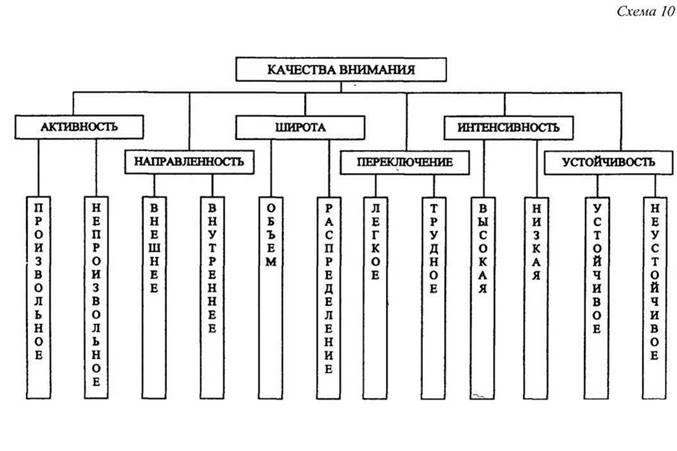 Схема 10
КАЧЕСТВА ВНИМАНИЯ
АКТИВНОСТЬ
ШИРОТА
ИНТЕНСИВНОСТЬ
НАПРАВЛЕННОСТЬ
ПЕРЕКЛЮЧЕНИЕ
УСТОЙЧИВОСТЬ
ПРОИЗВОЛЬНОЕ
НЕПРОИЗВОЛЬНОЕ
ВНЕШНЕЕ
ВНУТРЕННЕЕ
ОБЪЕМ
РАСПРЕДЕЛЕНИЕ
ЛЕГКОЕ
ТРУДНОЕ
ВЫСОКАЯ
НИЗКАЯ
УСТОЙЧИВОЕ
НЕУСТОЙЧИВОЕ